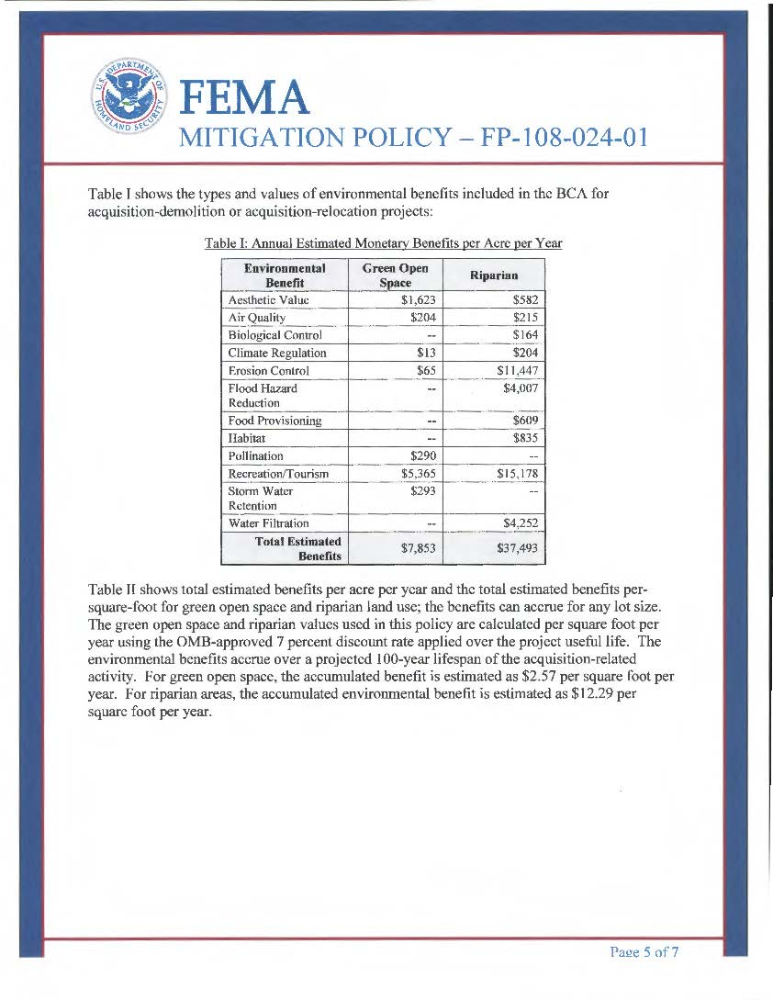 U.S. DEPARTMENT OF
HOMELAND SECURITY
FEMA
MITIGATION POLICY – FP-108-024-01
Table I shows the types and values of environmental benefits included in the BCA for
acquisition-demolition or acquisition-relocation projects:
Table I: Annual Estimated Monetary Benefits per Acre per Year
Environmental Benefit Green Open Space Riparian
Aesthetic Value $1,623 $582
Air Quality $204 $215
Biological Control -- $164
Climate Regulation $13 $204
Erosion Control $65 $11,447
Flood Hazard Reduction -- $4,007
Food Provisioning -- $609
Habitat -- $835
Pollination $290 --
Recreation/Tourism $5,365 $15,178
Storm Water Retention $293 --
Water Filtration -- $4,252
Total Estimated Benefits $7,853 $37,493
Table II shows total estimated benefits per acre per year and the total estimated benefits per-
square-foot for green open space and riparian land use; the benefits can accrue for any lot size.
The green open space and riparian values used in this policy are calculated per square foot per
year using the OMB-approved 7 percent discount rate applied over the project useful life.  The
environmental benefits accrue over a projected 100-year lifespan of the acquisition-related
activity.  For green open space, the accumulated benefit is estimated as $2.57 per square foot per
year.  For riparian areas, the accumulated environmental benefit is estimated as $12.29 per
square foot per year.
Page 5 of 7